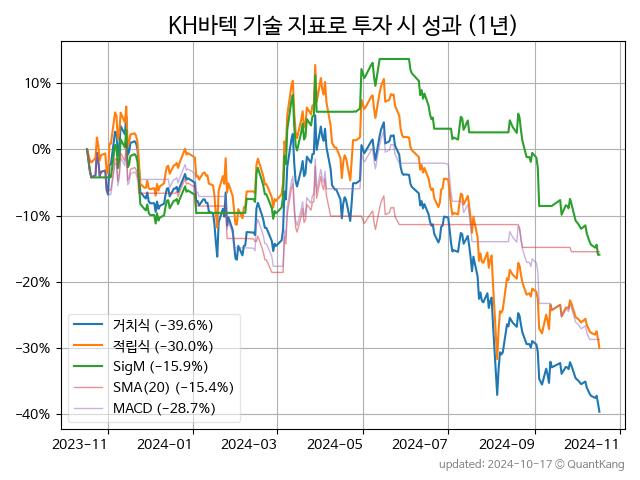 KH바텍 기술 지표로 투자 시 성과 (1년)
10%
0%
−10%
−20%
−30%
−40%
거치식 (−39.6%)
적립식 (−30.0%)
SigM (−15.9%)
SMA(20) (−15.4%)
MACD (−28.7%)
2023−11 2024−01 2024−03 2024−05 2024−07 2024−09 2024−11
updated: 2024-10-17 © QuantKang